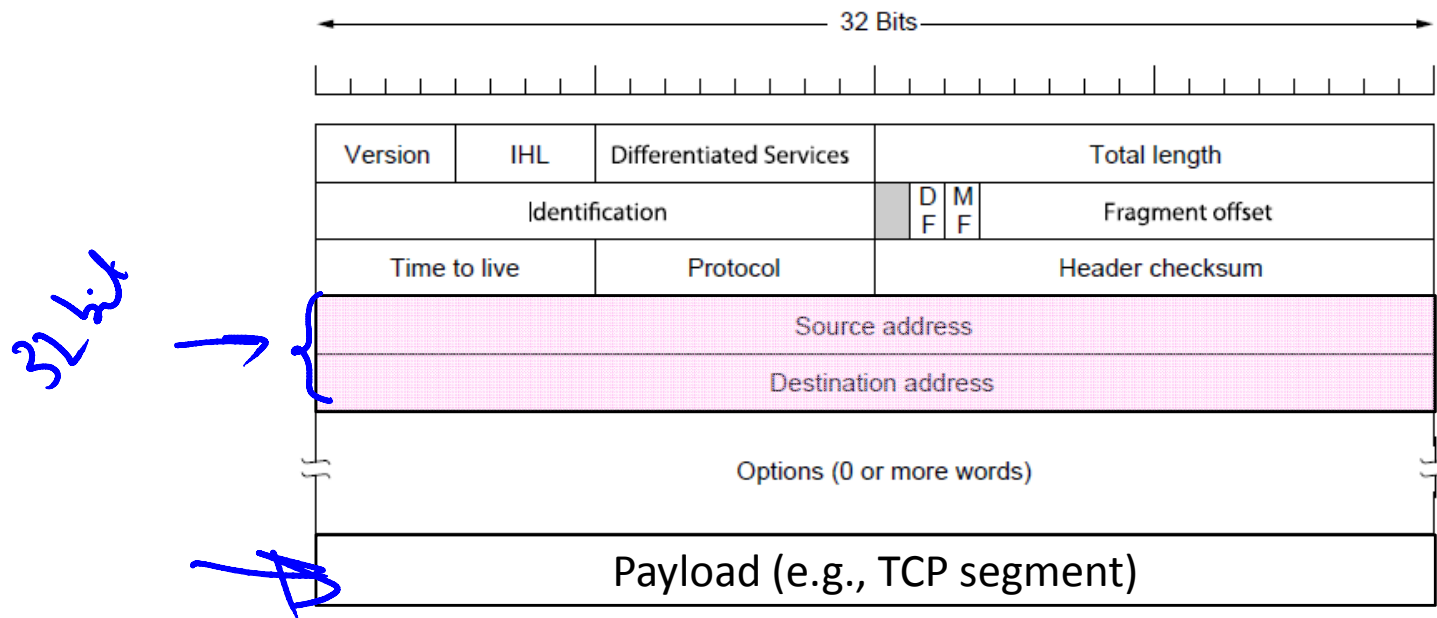 32 Bits
Version IHL Differentiated Services Total length
Identification D F M F Fragment offset
Time to live Protocol Header checksum
32 bit
Source address
Destination address
Options (0 or more words)
Payload (e.g., TCP segment)